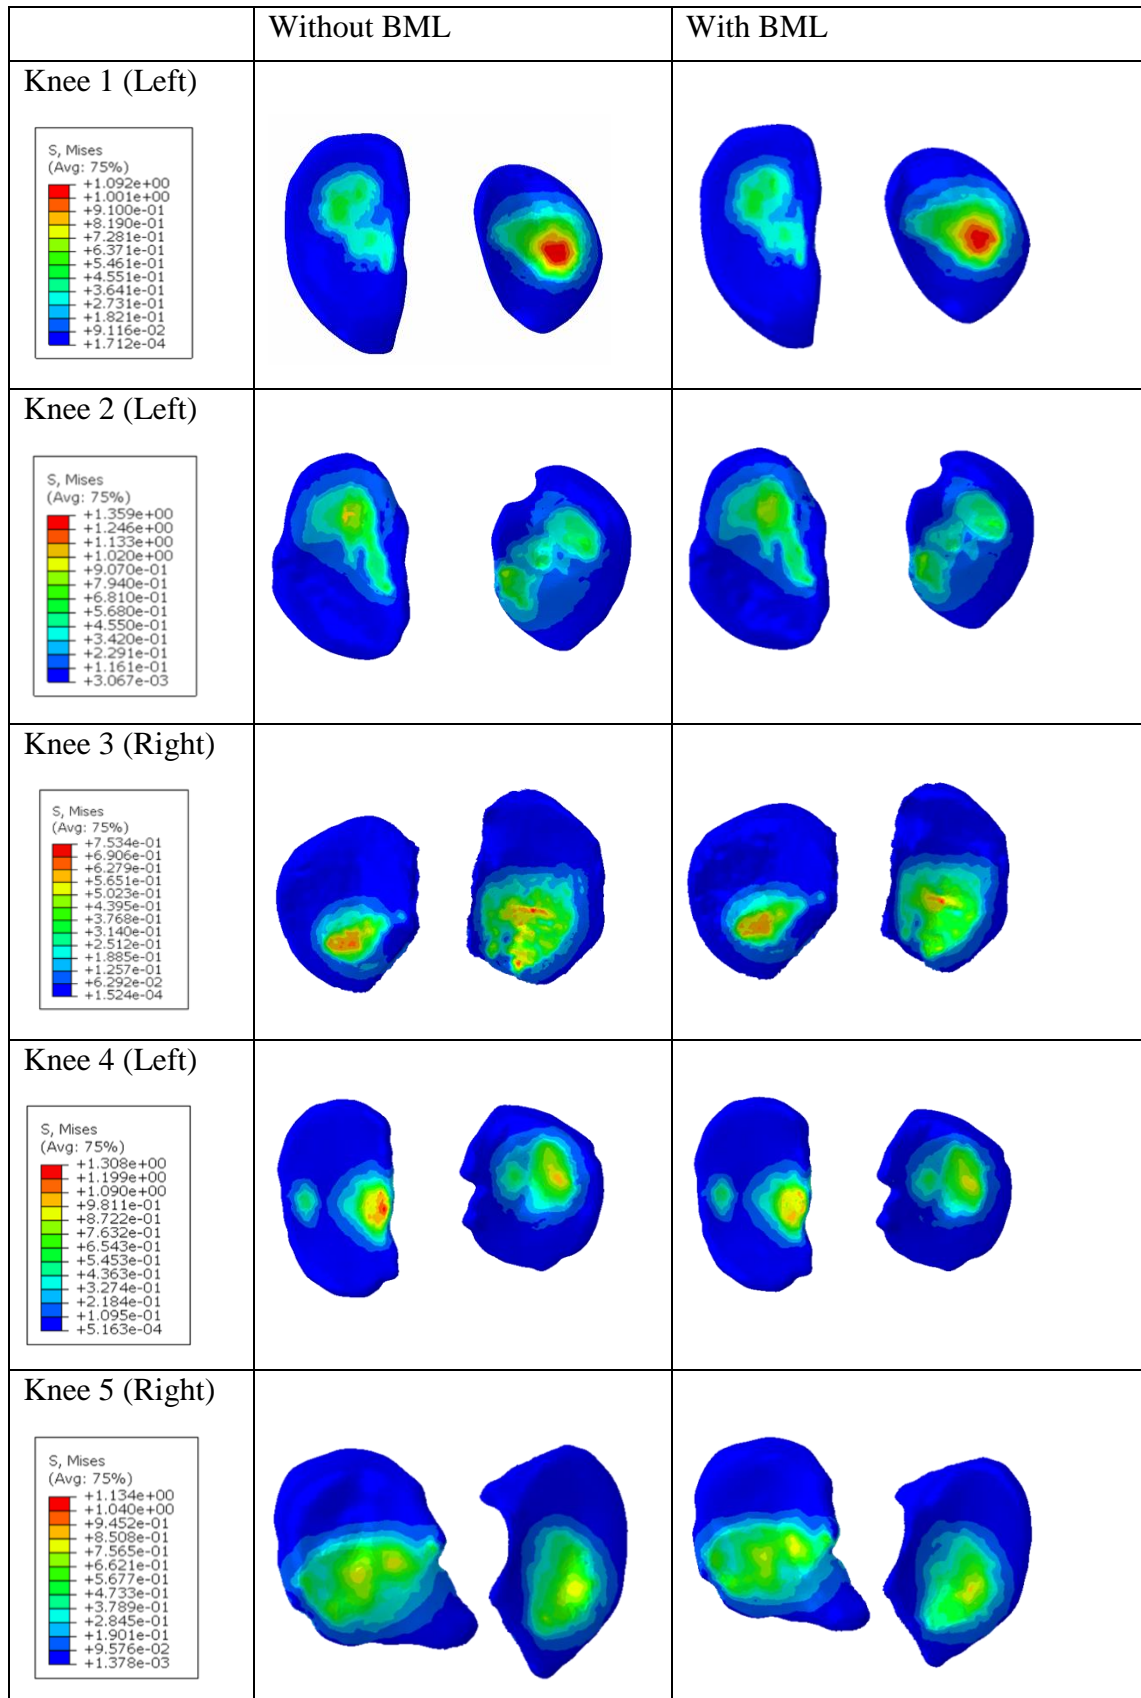 Without BML
With BML
Knee 1 (Left)
S, Mises
(Avg: 75%)
+1.092e+00
+1.001e+00
+9.100e-01
+8.190e-01
+7.281e-01
+6.371e-01
+5.461e-01
+4.551e-01
+3.641e-01
+2.731e-01
+1.821e-01
+9.116e-02
+1.712e-04
Knee 2 (Left)
S, Mises
(Avg: 75%)
+1.359e+00
+1.246e+00
+1.133e+00
+1.020e+00
+9.070e-01
+7.940e-01
+6.810e-01
+5.680e-01
+4.550e-01
+3.420e-01
+2.291e-01
+1.161e-01
+3.067e-03
Knee 3 (Right)
S, Mises
(Avg: 75%)
+7.534e-01
+6.906e-01
+6.279e-01
+5.651e-01
+5.023e-01
+4.395e-01
+3.768e-01
+3.140e-01
+2.512e-01
+1.885e-01
+1.257e-01
+6.292e-02
+1.524e-04
Knee 4 (Left)
S, Mises
(Avg: 75%)
+1.308e+00
+1.199e+00
+1.090e+00
+9.811e-01
+8.722e-01
+7.632e-01
+6.543e-01
+5.453e-01
+4.363e-01
+3.274e-01
+2.184e-01
+1.095e-01
+5.163e-04
Knee 5 (Right)
S, Mises
(Avg: 75%)
+1.134e+00
+1.040e+00
+9.452e-01
+8.508e-01
+7.565e-01
+6.621e-01
+5.677e-01
+4.733e-01
+3.789e-01
+2.845e-01
+1.901e-01
+9.576e-02
+1.378e-03